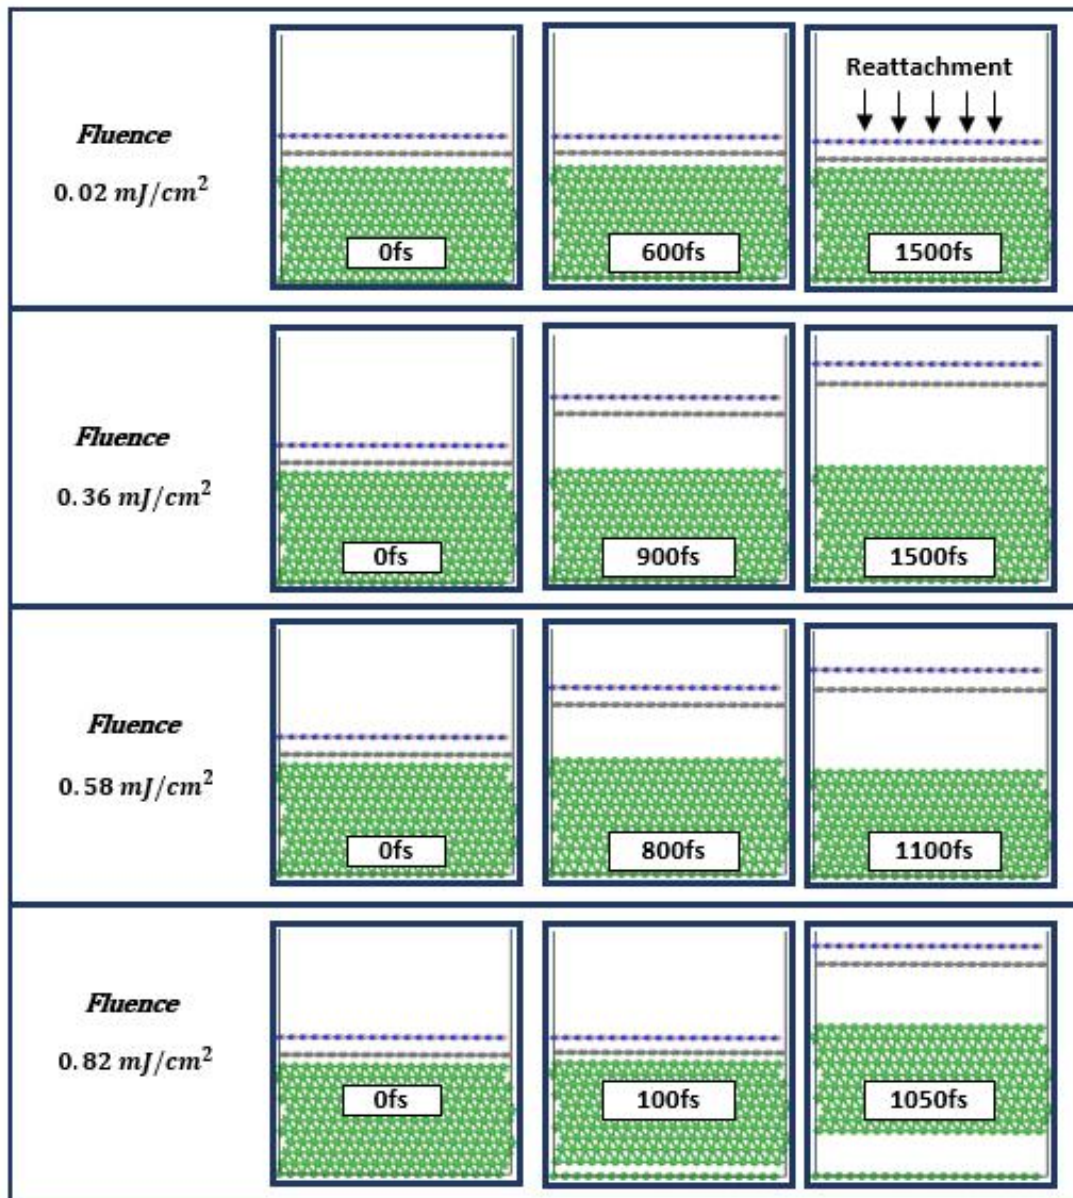 Reattachment
Fluence
0.02 mJ/cm²
0fs
600fs
1500fs
Fluence
0.36 mJ/cm²
0fs
900fs
1500fs
Fluence
0.58 mJ/cm²
0fs
800fs
1100fs
Fluence
0.82 mJ/cm²
0fs
100fs
1050fs